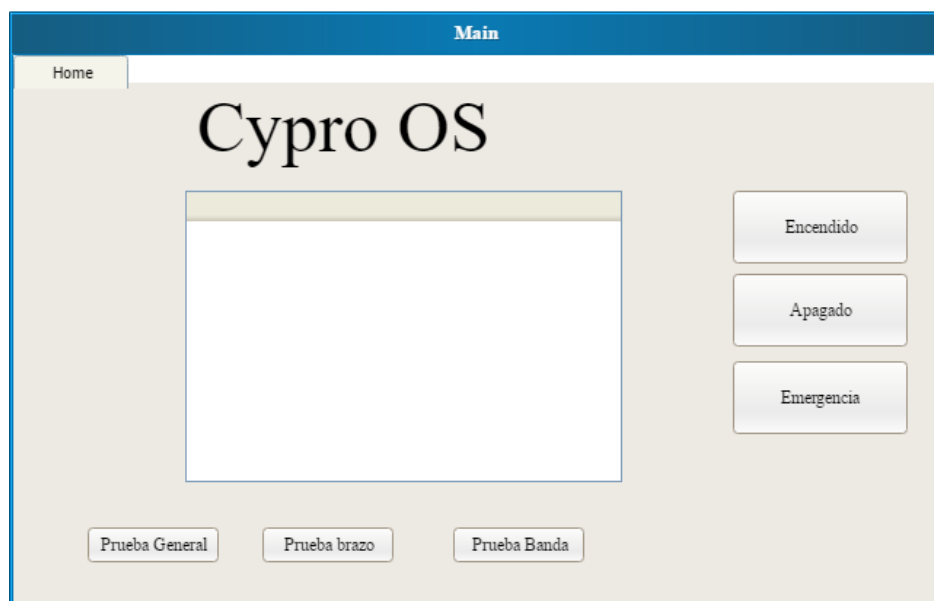 Main
Home
Cypro OS
Encendido
Apagado
Emergencia
Prueba General
Prueba brazo
Prueba Banda